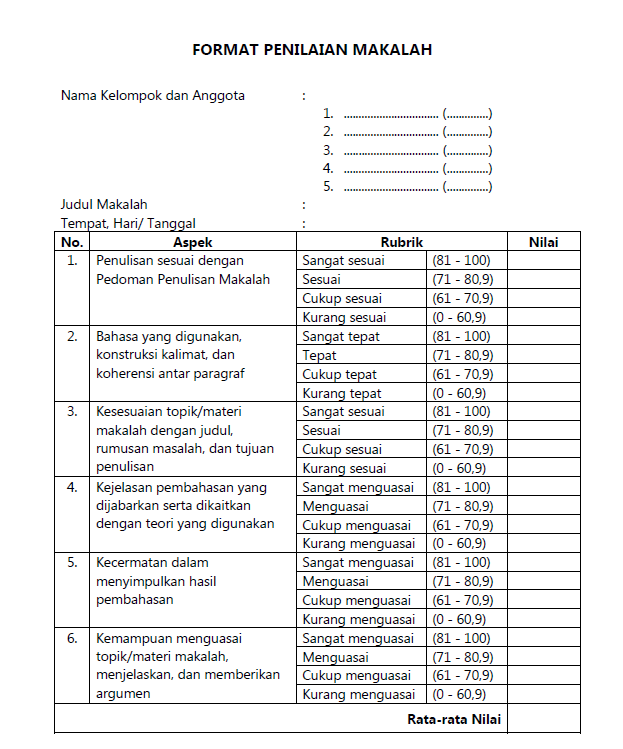 FORMAT PENILAIAN MAKALAH
Nama Kelompok dan Anggota :
1. ................................ (..............)
2. ................................ (..............)
3. ................................ (..............)
4. ................................ (..............)
5. ................................ (..............)
Judul Makalah :
Tempat, Hari/ Tanggal :
No. Aspek Rubrik Nilai
1. Penulisan sesuai dengan Sangat sesuai (81 - 100)
Pedoman Penulisan Makalah Sesuai (71 - 80,9)
Cukup sesuai (61 - 70,9)
Kurang sesuai (0 - 60,9)
2. Bahasa yang digunakan, Sangat tepat (81 - 100)
konstruksi kalimat, dan Tepat (71 - 80,9)
koherensi antar paragraf Cukup tepat (61 - 70,9)
Kurang tepat (0 - 60,9)
3. Kesesuaian topik/materi Sangat sesuai (81 - 100)
makalah dengan judul, Sesuai (71 - 80,9)
rumusan masalah, dan tujuan Cukup sesuai (61 - 70,9)
penulisan Kurang sesuai (0 - 60,9)
4. Kejelasan pembahasan yang Sangat menguasai (81 - 100)
dijabarkan serta dikaitkan Menguasai (71 - 80,9)
dengan teori yang digunakan Cukup menguasai (61 - 70,9)
Kurang menguasai (0 - 60,9)
5. Kecermatan dalam Sangat menguasai (81 - 100)
menyimpulkan hasil Menguasai (71 - 80,9)
pembahasan Cukup menguasai (61 - 70,9)
Kurang menguasai (0 - 60,9)
6. Kemampuan menguasai Sangat menguasai (81 - 100)
topik/materi makalah, Menguasai (71 - 80,9)
menjelaskan, dan memberikan Cukup menguasai (61 - 70,9)
argumen Kurang menguasai (0 - 60,9)
Rata-rata Nilai